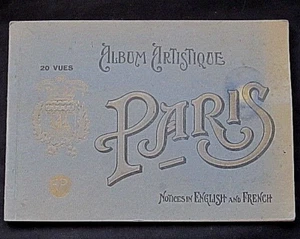 ALBUM ARTISTIQUE
20 VUES
PARIS
NOTICES IN ENGLISH AND FRENCH